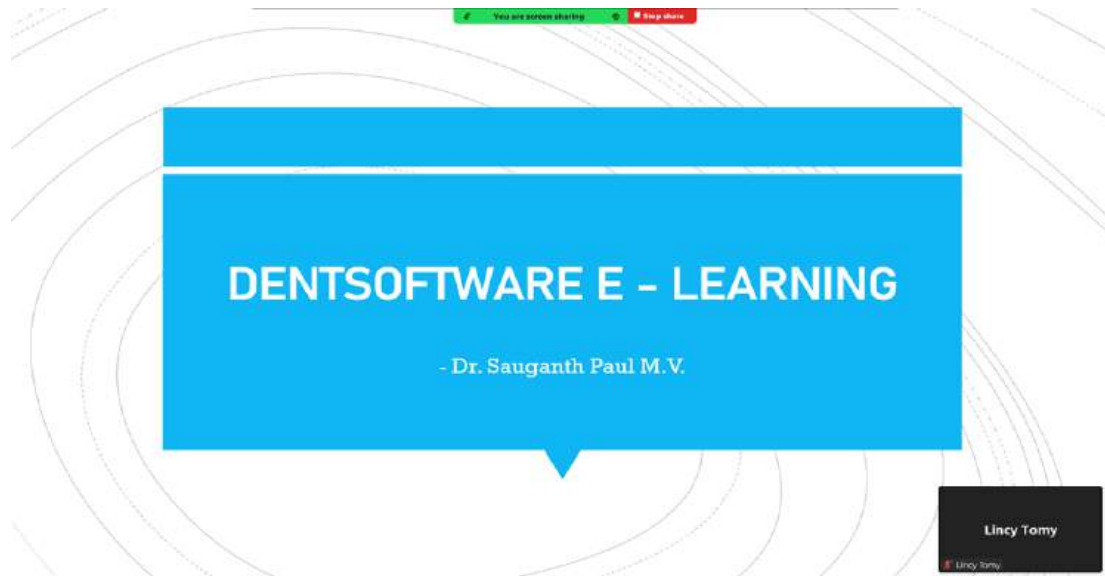 You are screen sharing
Stop share
DENTSOFTWARE E – LEARNING
- Dr. Sauganth Paul M.V.
Lincy Tomy
Lincy Tomy